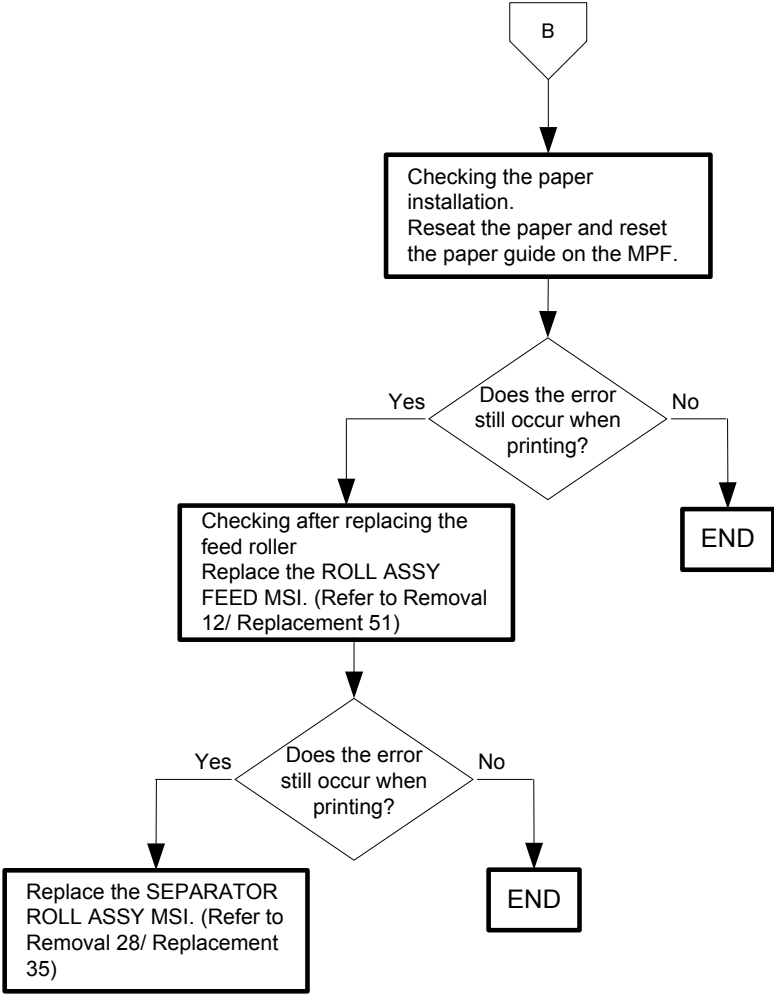 B
Checking the paper
installation.
Reseat the paper and reset
the paper guide on the MPF.
Does the error
still occur when
printing?
Yes
No
Checking after replacing the
feed roller
Replace the ROLL ASSY
FEED MSI. (Refer to Removal
12/ Replacement 51)
END
Does the error
still occur when
printing?
Yes
No
Replace the SEPARATOR
ROLL ASSY MSI. (Refer to
Removal 28/ Replacement
35)
END